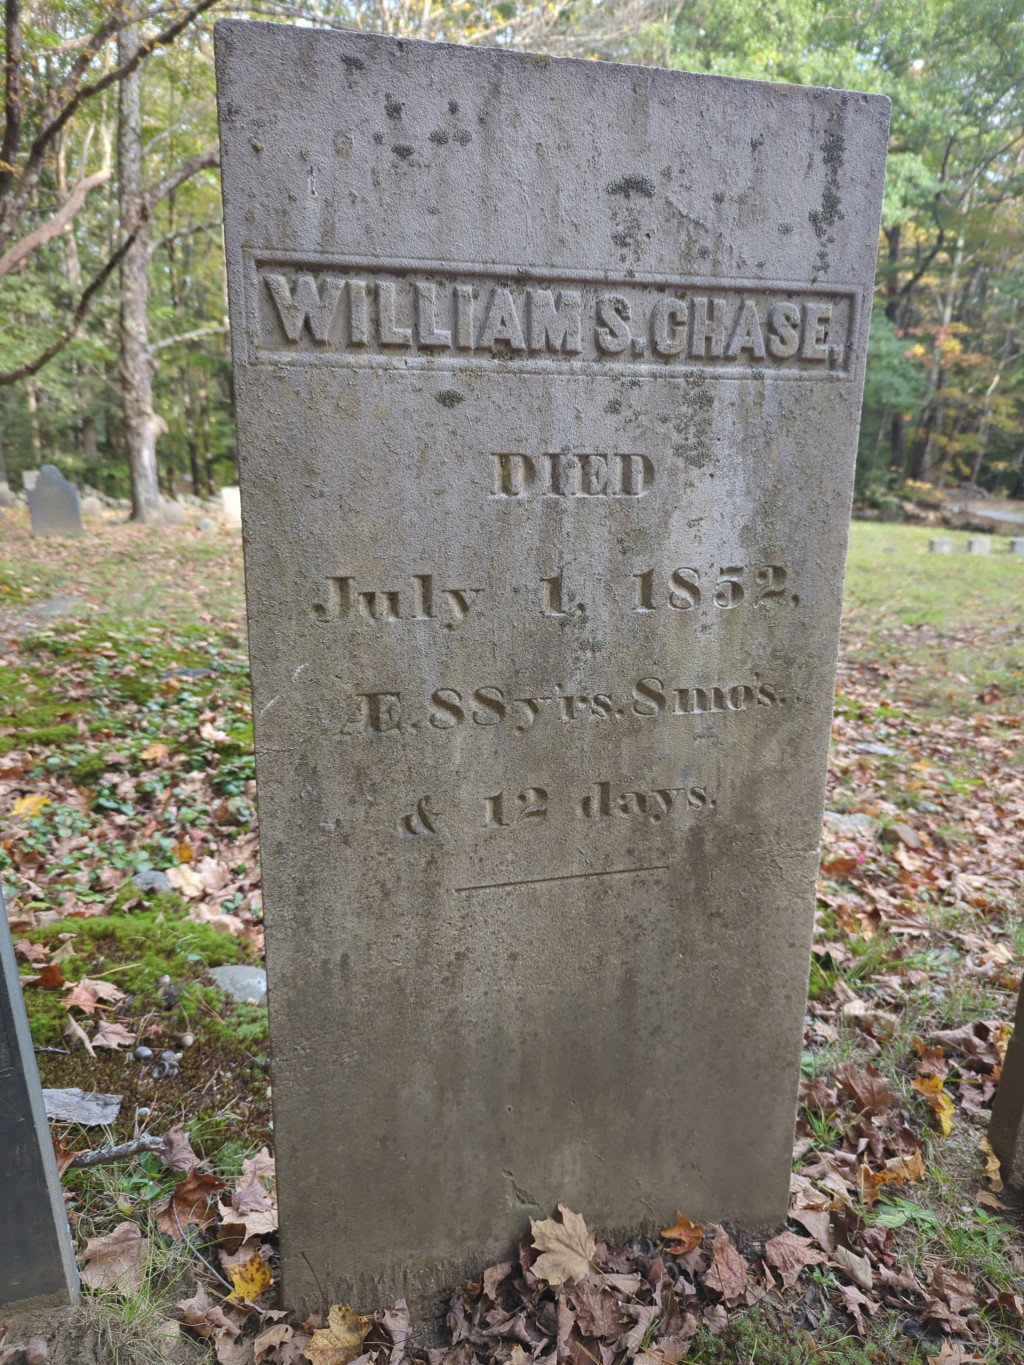 WILLIAM S. CHASE,
DIED
July 1, 1852,
Æ. 88 yrs. 8 mos.
& 12 days.